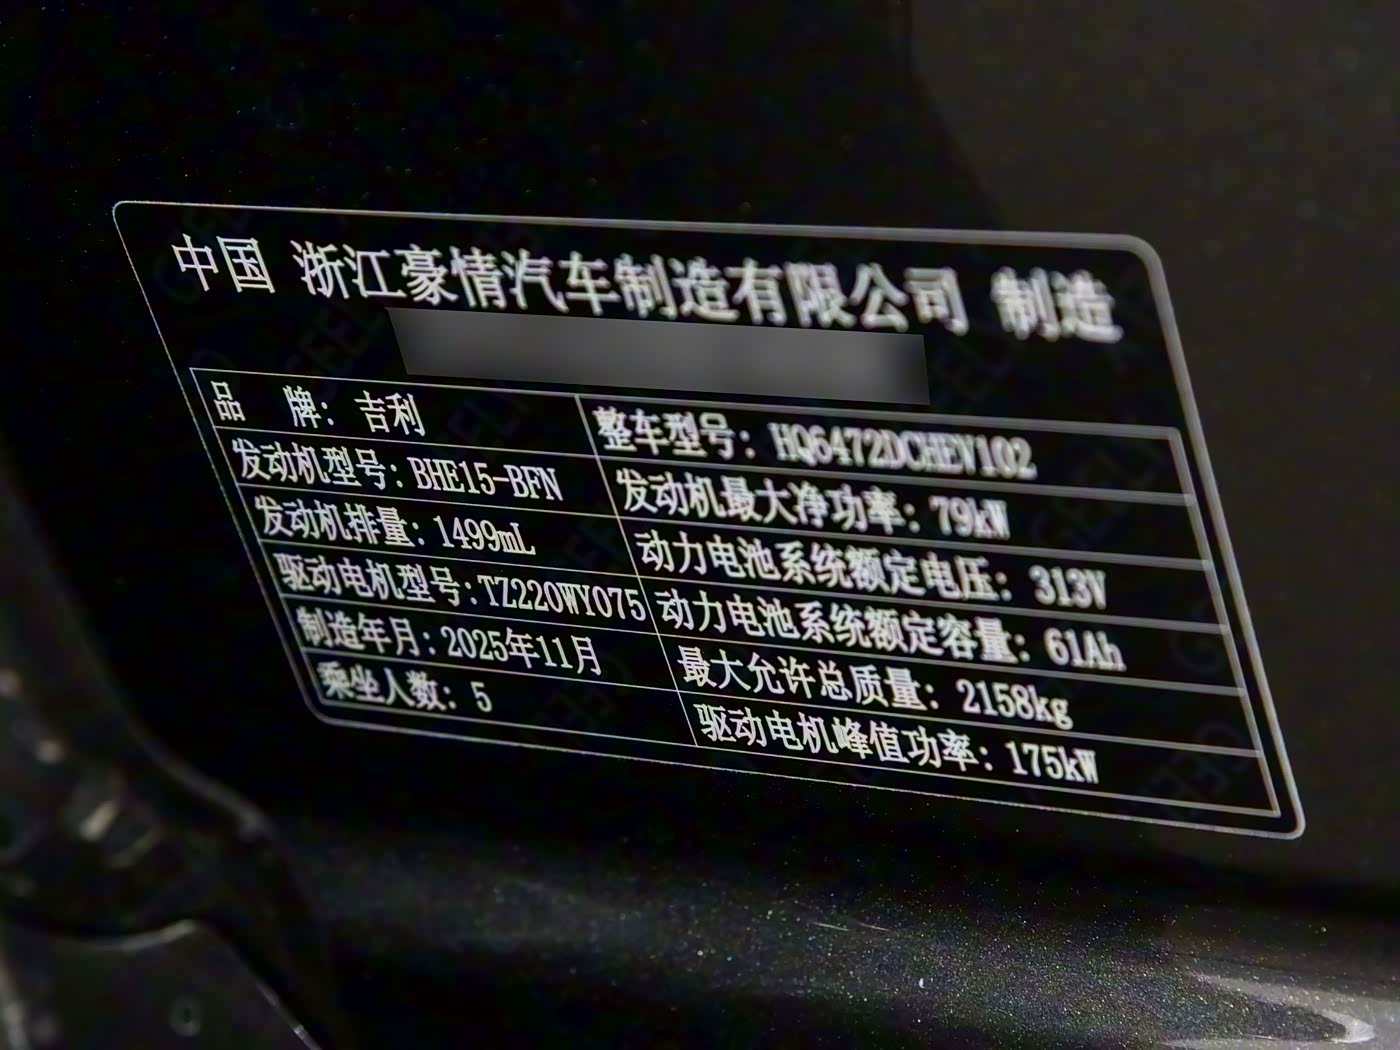 中国 浙江豪情汽车制造有限公司 制造
品 牌: 吉利 整车型号: HQ6472DCHEV102
发动机型号: BHE15-BFN 发动机最大净功率: 79kW
发动机排量: 1499mL 动力电池系统额定电压: 313V
驱动电机型号: TZ220WY075 动力电池系统额定容量: 61Ah
制造年月: 2025年11月 最大允许总质量: 2158kg
乘坐人数: 5 驱动电机峰值功率: 175kW